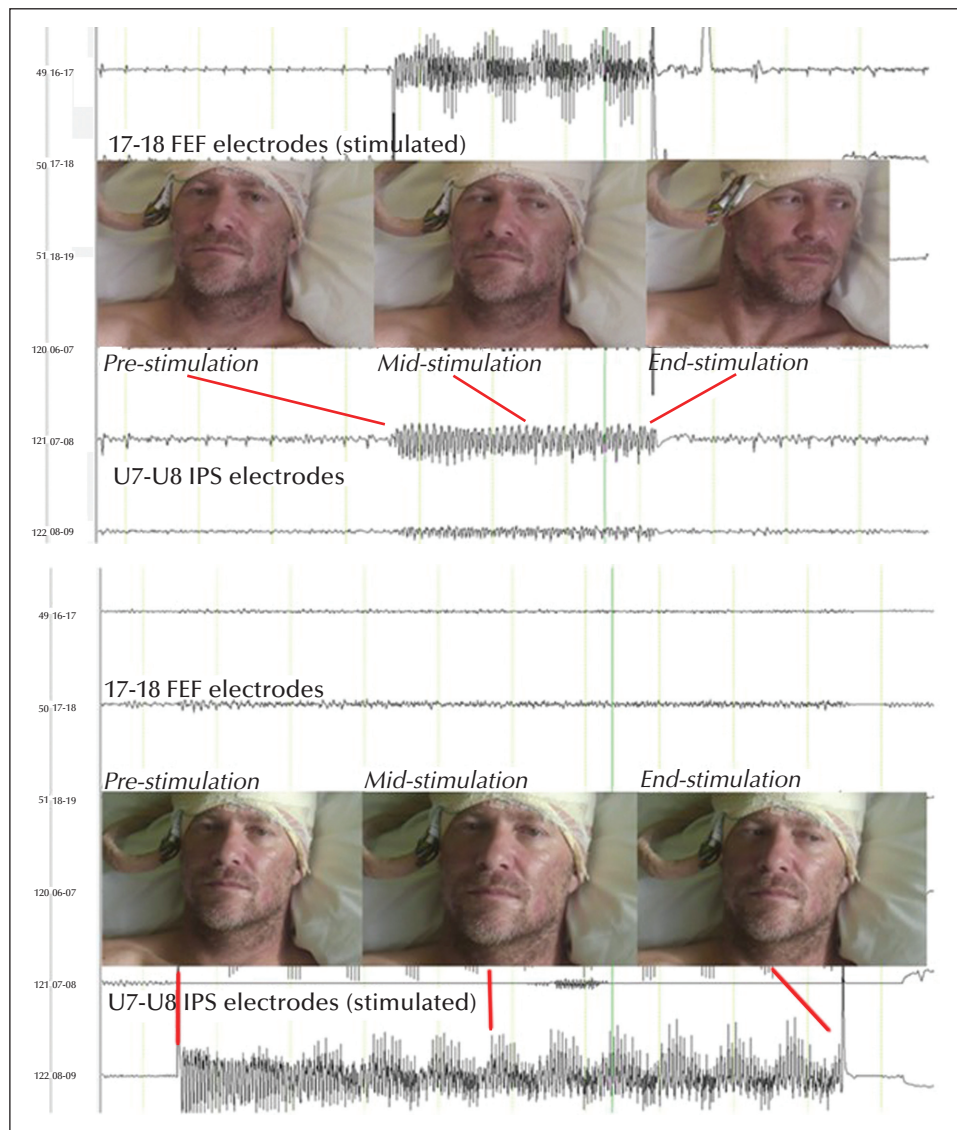 49 16-17
17-18 FEF electrodes (stimulated)
50 17-18
51 18-19
120 06-07
Pre-stimulation
Mid-stimulation
End-stimulation
121 07-08
U7-U8 IPS electrodes
122 08-09
49 16-17
17-18 FEF electrodes
50 17-18
Pre-stimulation
Mid-stimulation
End-stimulation
51 18-19
120 06-07
121 07-08
U7-U8 IPS electrodes (stimulated)
122 08-09